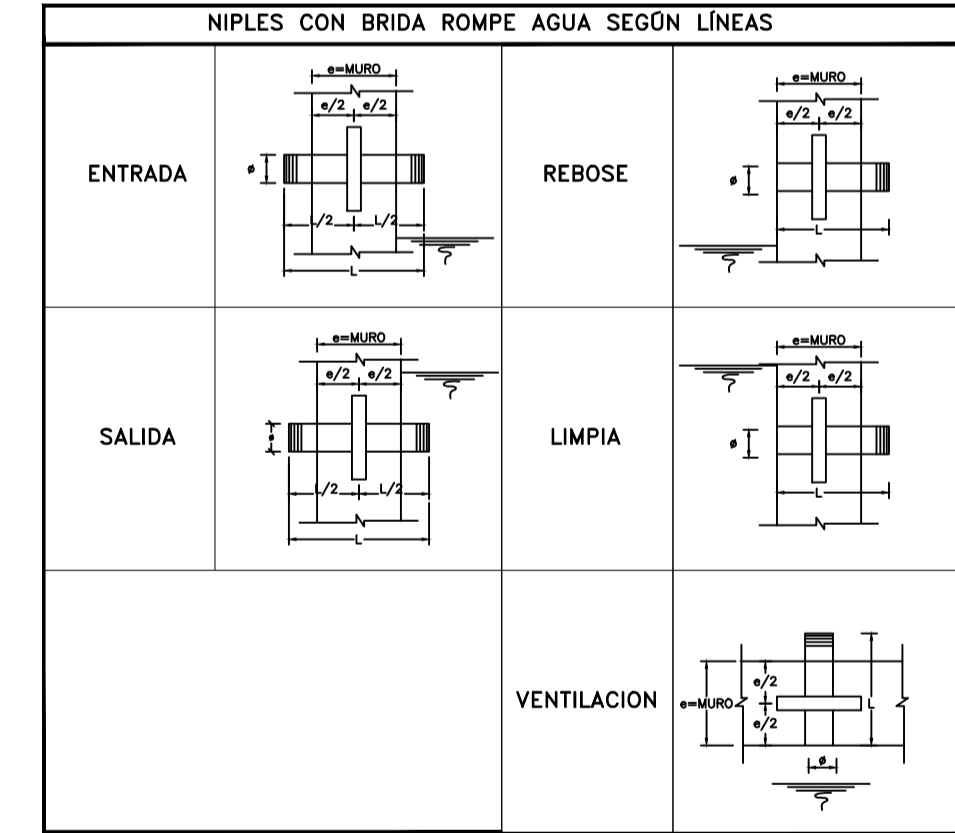 NIPLES CON BRIDA ROMPE AGUA SEGÚN LÍNEAS
ENTRADA
e=MURO
e/2 e/2
ø
L/2 L/2
L
REBOSE
e=MURO
e/2 e/2
ø
L
SALIDA
e=MURO
e/2 e/2
ø
L/2 L/2
L
LIMPIA
e=MURO
e/2 e/2
ø
L
VENTILACION
e=MURO
e/2
e/2
L
ø